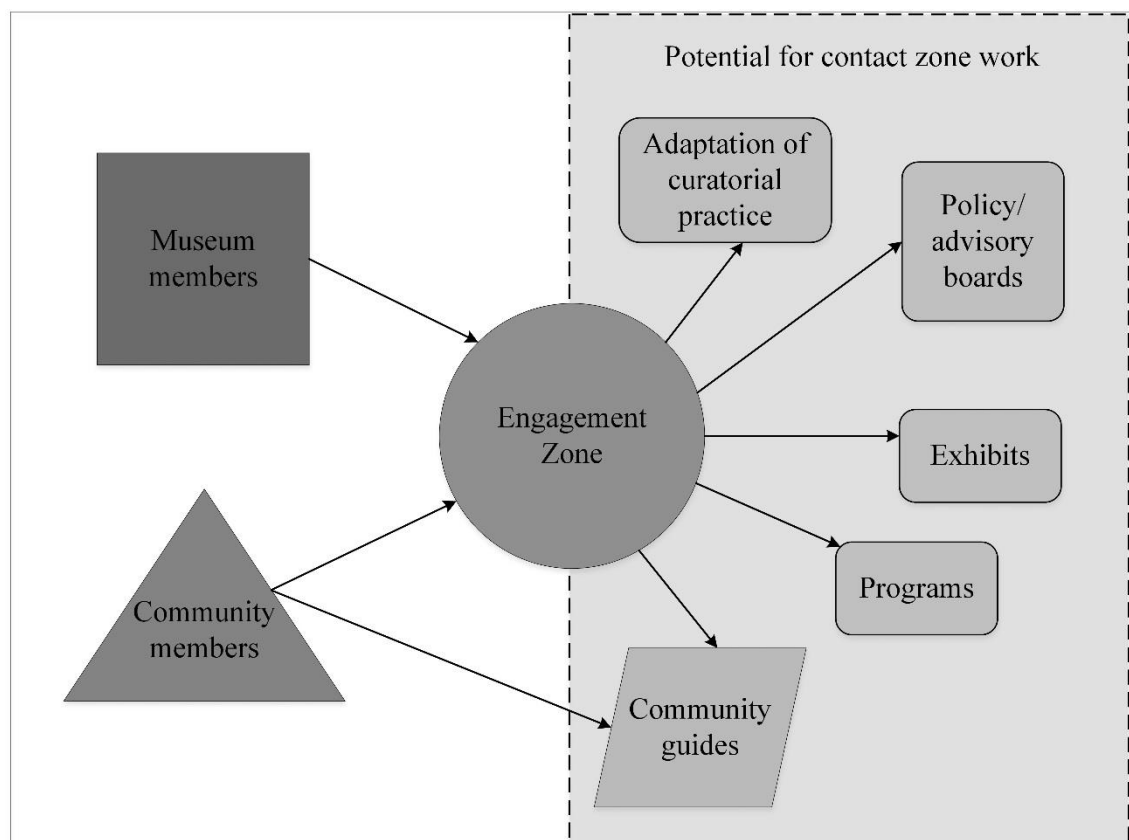 Potential for contact zone work
Adaptation of
curatorial
practice
Policy/
advisory
boards
Museum
members
Engagement
Zone
Exhibits
Programs
Community
members
Community
guides